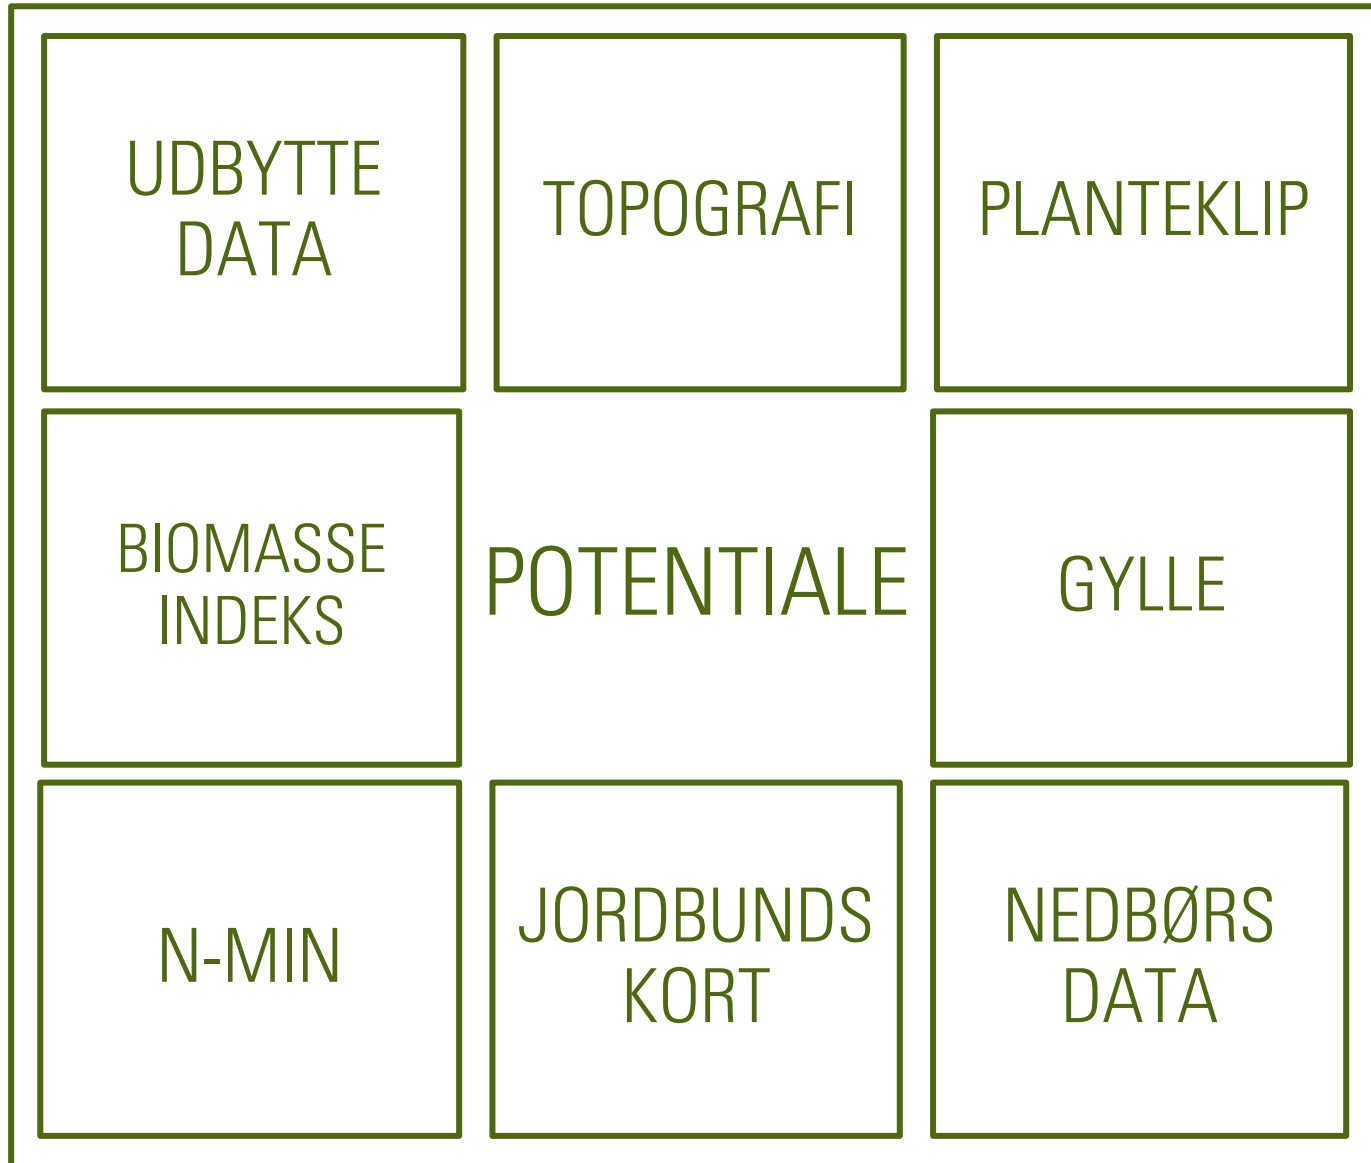 UDBYTTE
DATA
TOPOGRAFI
PLANTEKLIP
BIOMASSE
INDEKS
POTENTIALE
GYLLE
N-MIN
JORDBUNDS
KORT
NEDBØRS
DATA